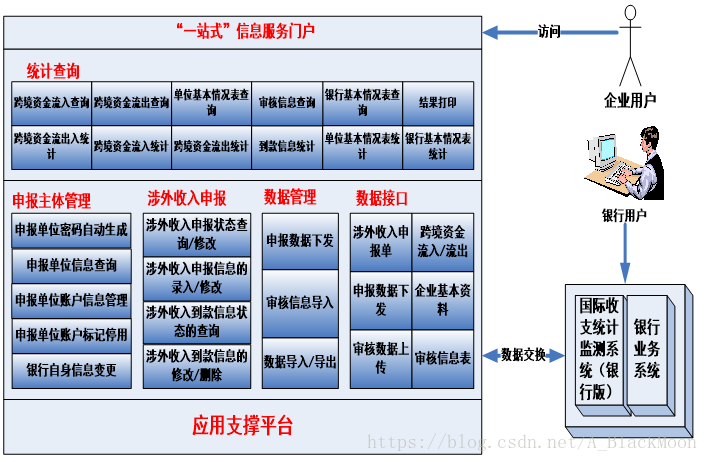 “一站式”信息服务门户
统计查询
跨境资金流入查询
跨境资金流出查询
单位基本情况表查
询
审核信息查询
银行基本情况表查
询
结果打印
跨境资金流出入统
计
跨境资金流入统计
跨境资金流出统计
到款信息统计
单位基本情况表统
计
银行基本情况表
统计
申报主体管理
申报单位密码自动生成
申报单位信息查询
申报单位账户信息管理
申报单位账户标记停用
银行自身信息变更
涉外收入申报
涉外收入申报状态查
询/修改
涉外收入申报信息的
录入/修改
涉外收入到款信息状
态的查询
涉外收入到款信息的
修改/删除
数据管理
申报数据下发
审核信息导入
数据导入/导出
数据接口
涉外收入申
报单
跨境资金
流入/流出
申报数据下
发
企业基本资
料
审核数据上
传
审核信息表
应用支撑平台
访问
企业用户
银行用户
数据交换
国际收
支统计
监测系
统（银
行版）
银行
业务
系统
https://blog.csdn.net/A_BlackMoon